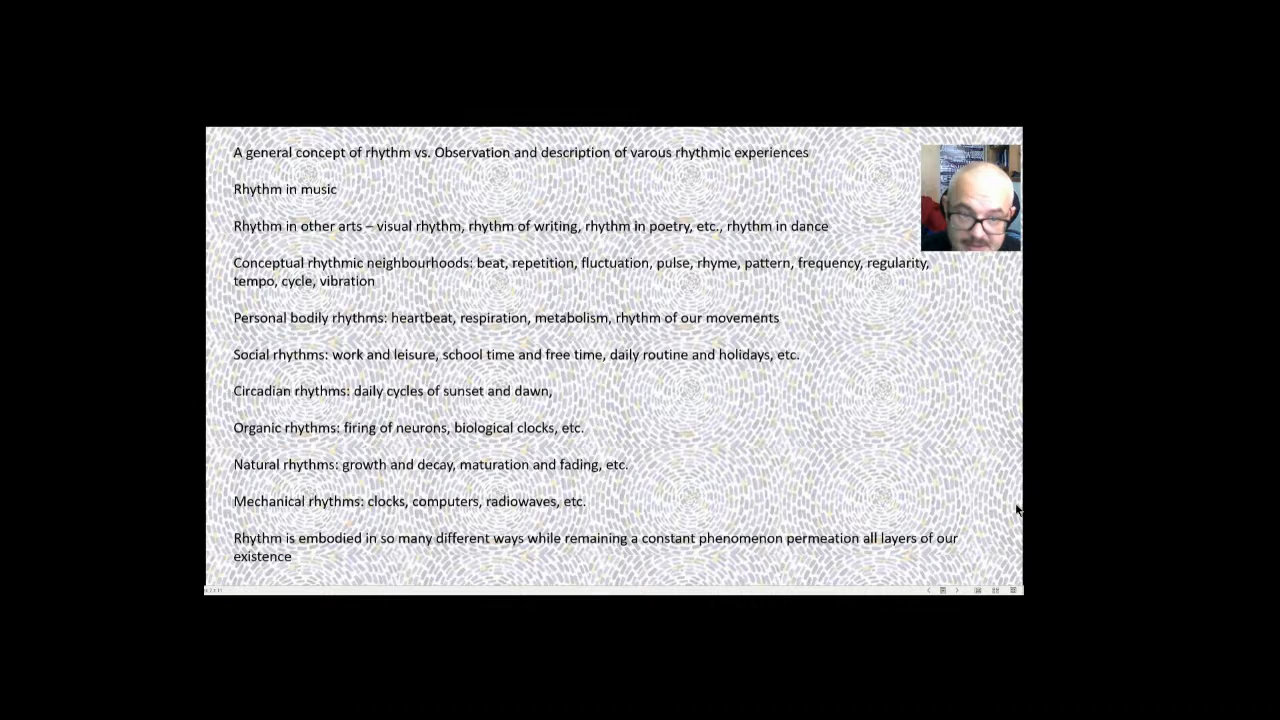 A general concept of rhythm vs. Observation and description of varous rhythmic experiences
Rhythm in music
Rhythm in other arts – visual rhythm, rhythm of writing, rhythm in poetry, etc., rhythm in dance
Conceptual rhythmic neighbourhoods: beat, repetition, fluctuation, pulse, rhyme, pattern, frequency, regularity,
tempo, cycle, vibration
Personal bodily rhythms: heartbeat, respiration, metabolism, rhythm of our movements
Social rhythms: work and leisure, school time and free time, daily routine and holidays, etc.
Circadian rhythms: daily cycles of sunset and dawn,
Organic rhythms: firing of neurons, biological clocks, etc.
Natural rhythms: growth and decay, maturation and fading, etc.
Mechanical rhythms: clocks, computers, radiowaves, etc.
Rhythm is embodied in so many different ways while remaining a constant phenomenon permeation all layers of our
existence